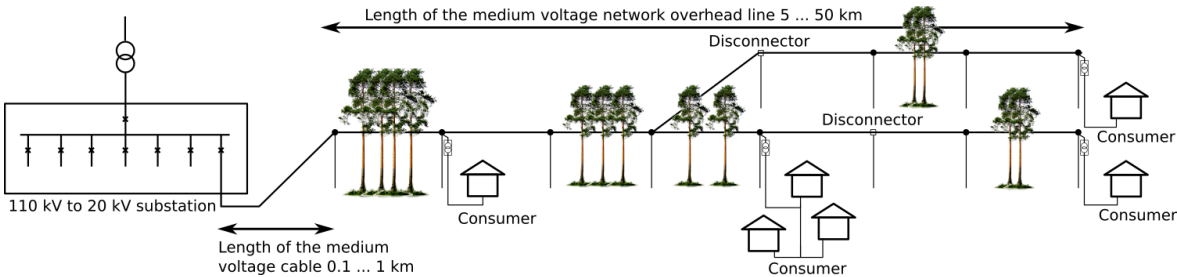 Length of the medium voltage network overhead line 5 ... 50 km
Disconnector
Disconnector
Consumer
110 kV to 20 kV substation
Consumer
Consumer
Length of the medium
voltage cable 0.1 ... 1 km
Consumer